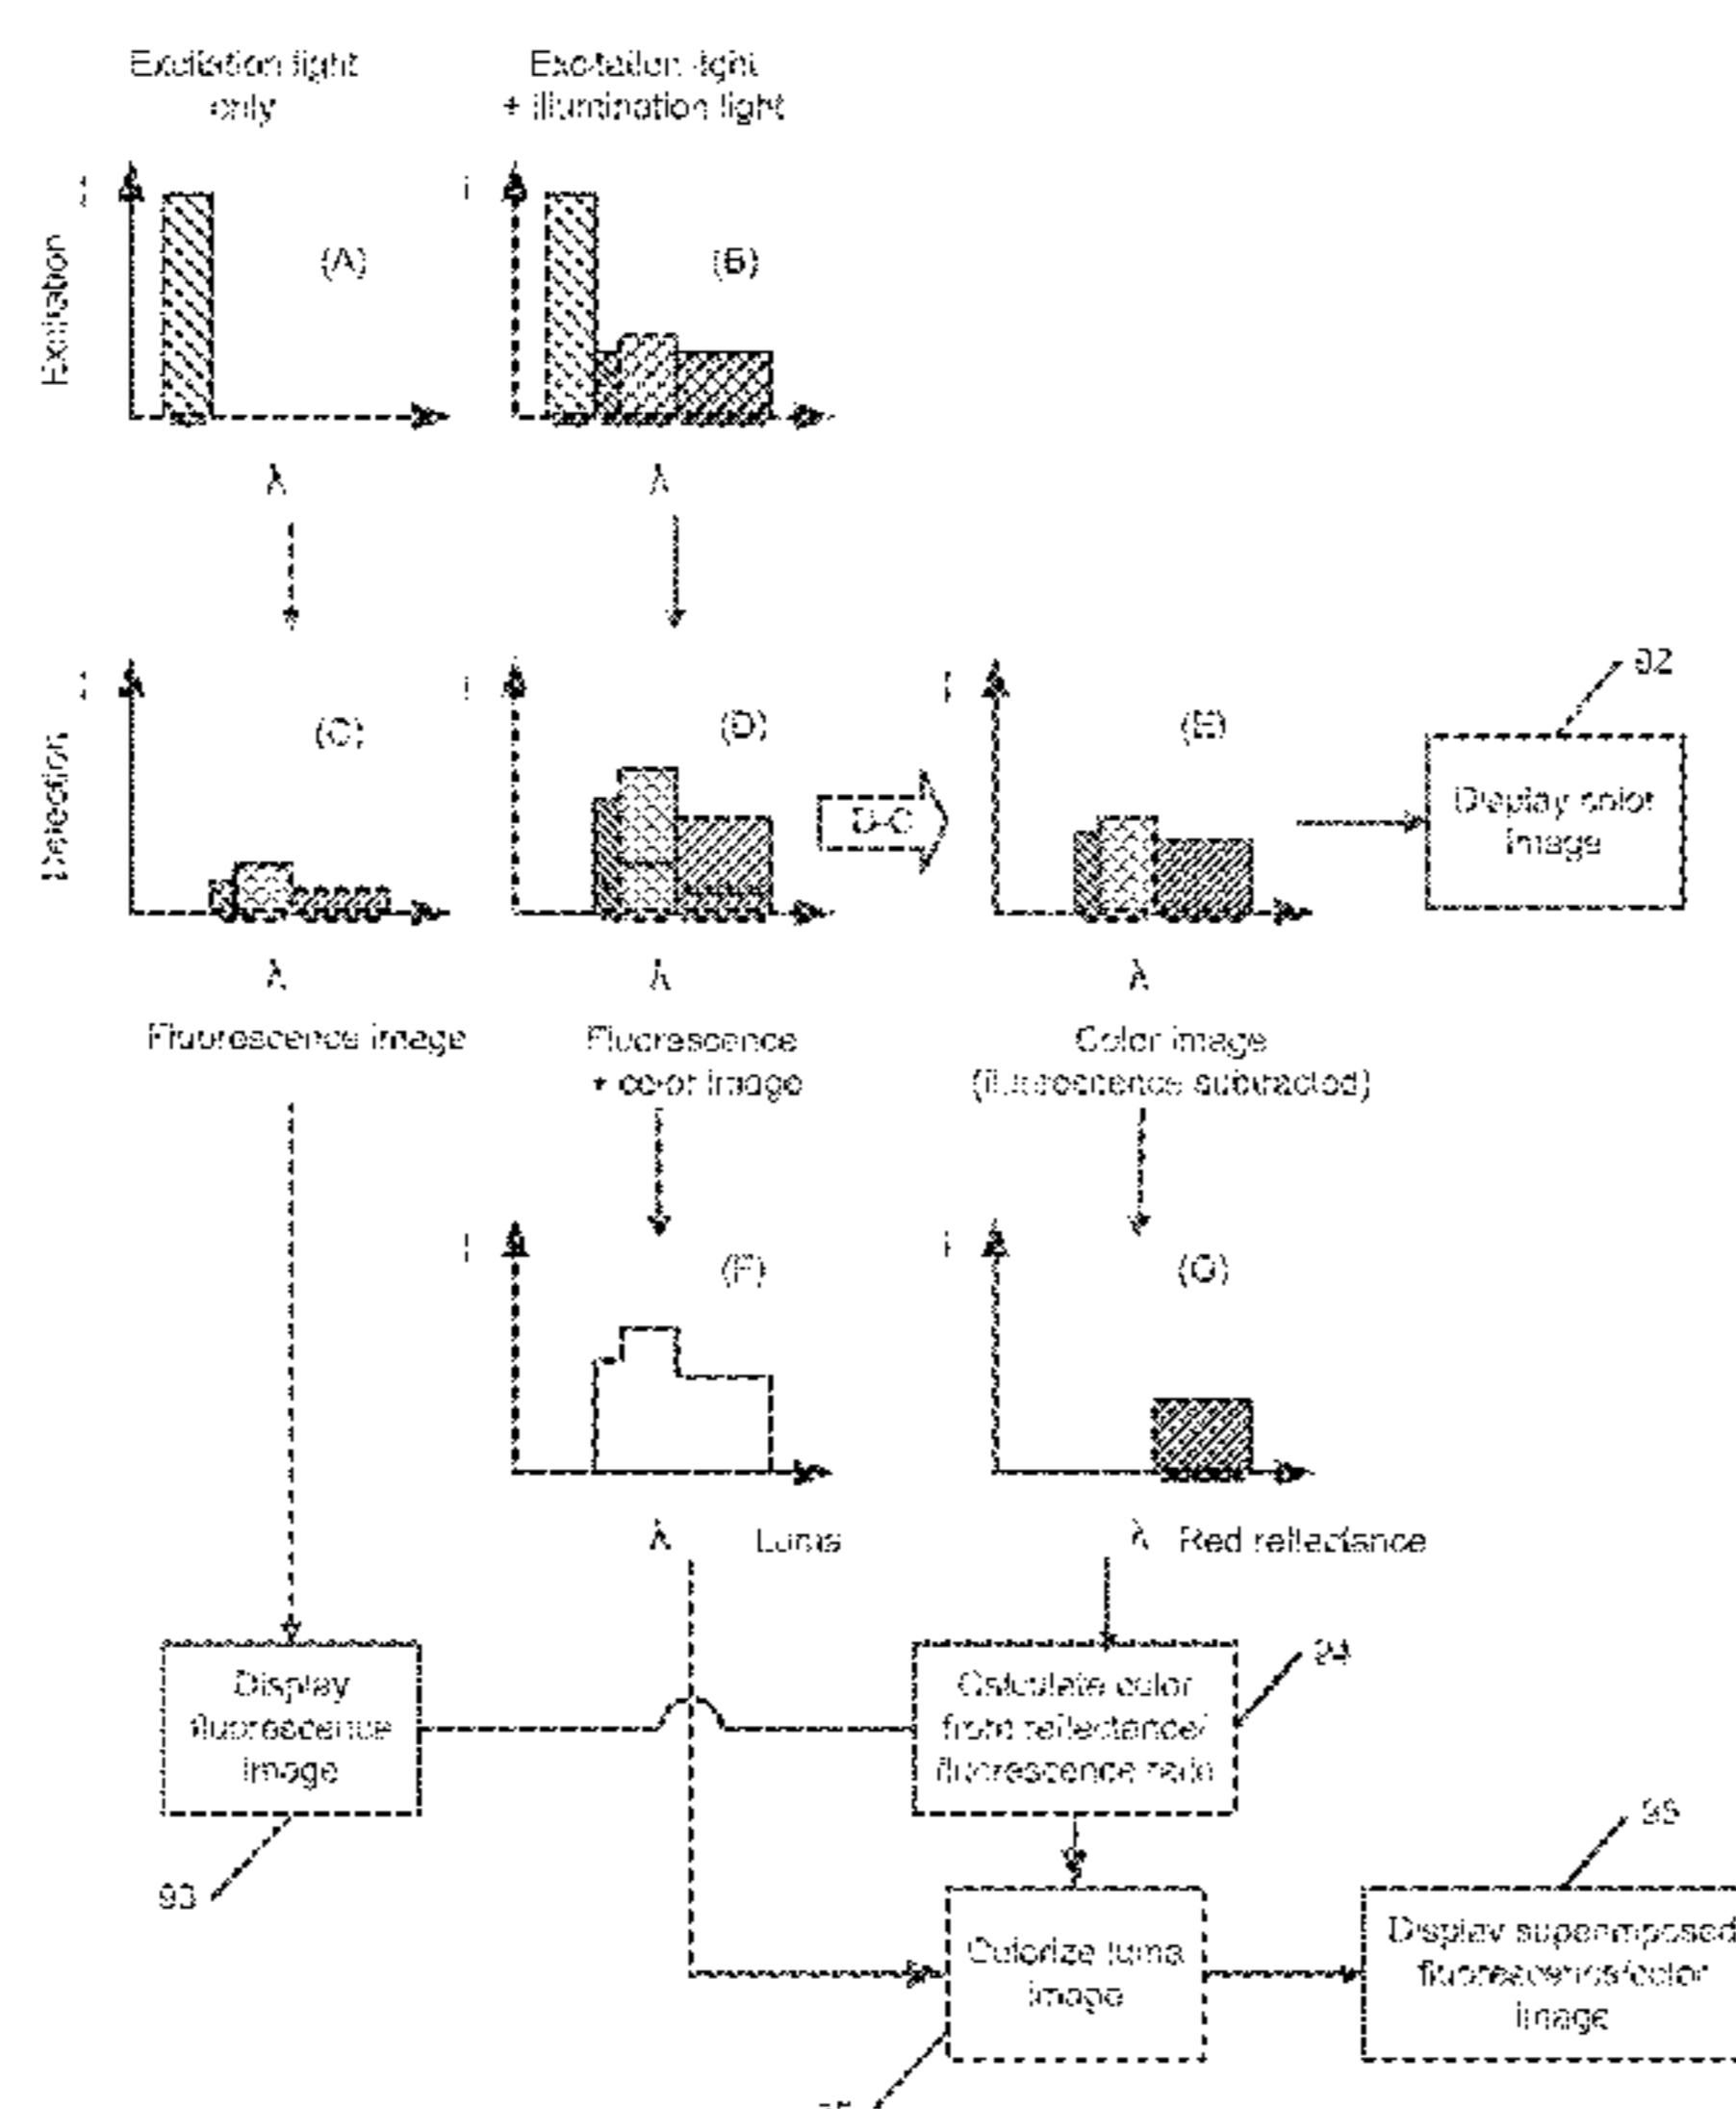 Excitation light
only
Excitation light
+ illumination light
Excitation
(A)
(B)
λ
λ
Detection
(C)
(D)
D-C
(E)
92
Display color
image
λ
λ
λ
Fluorescence image
Fluorescence
+ color image
Color image
(fluorescence subtracted)
(F)
(G)
λ
Luma
λ
Red reflectance
Display
fluorescence
image
93
Calculate color
from reflectance/
fluorescence ratio
94
Colorize luma
image
Display superimposed
fluorescence/color
image